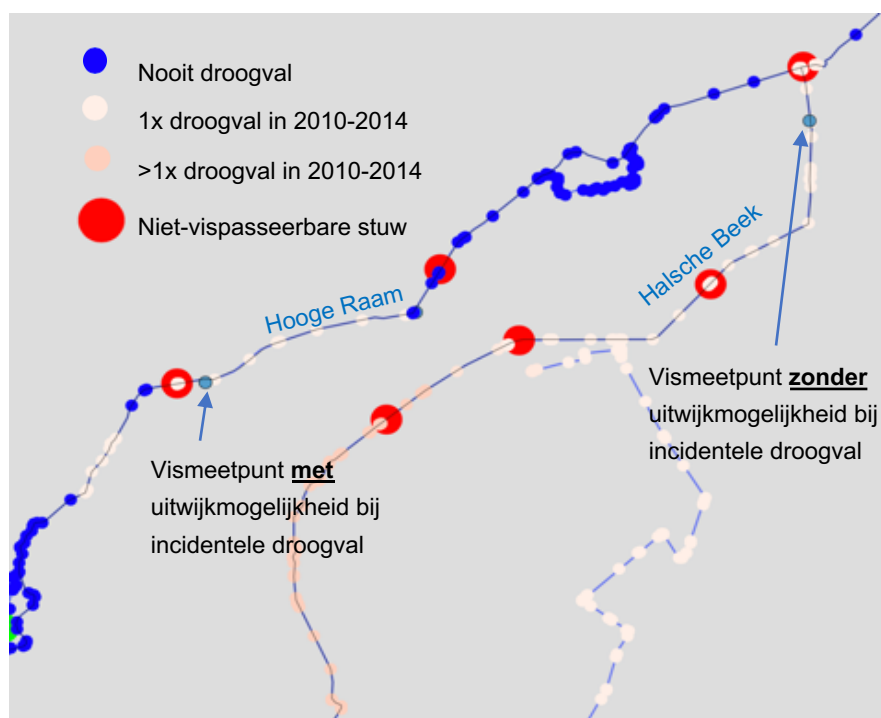 Nooit droogval
1x droogval in 2010-2014
>1x droogval in 2010-2014
Niet-vispasseerbare stuw
Hooge Raam
Halsche Beek
Vismeetpunt met
uitwijkmogelijkheid bij
incidentele droogval
Vismeetpunt zonder
uitwijkmogelijkheid bij
incidentele droogval